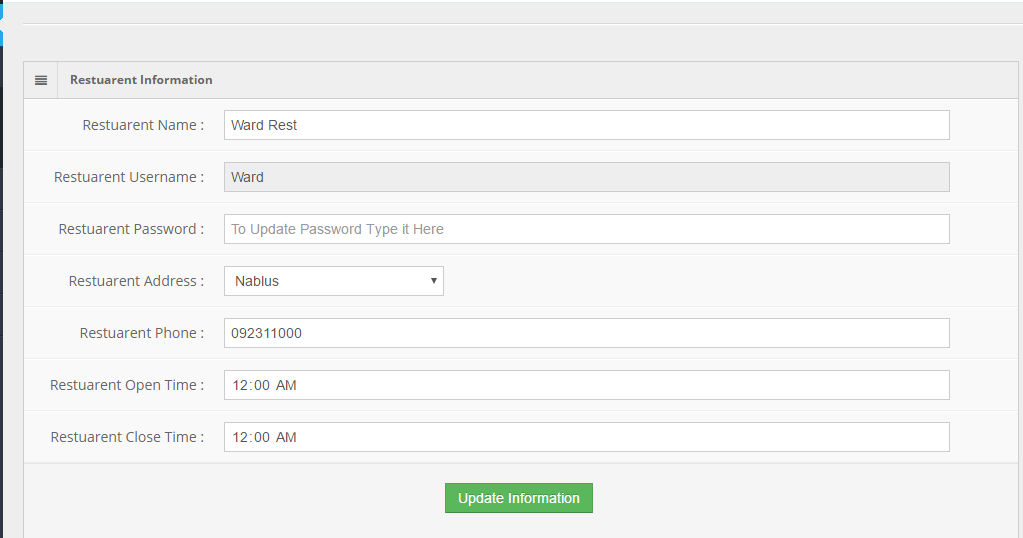 Restuarent Information
Restuarent Name : Ward Rest
Restuarent Username : Ward
Restuarent Password : To Update Password Type it Here
Restuarent Address : Nablus
Restuarent Phone : 092311000
Restuarent Open Time : 12:00 AM
Restuarent Close Time : 12:00 AM
Update Information